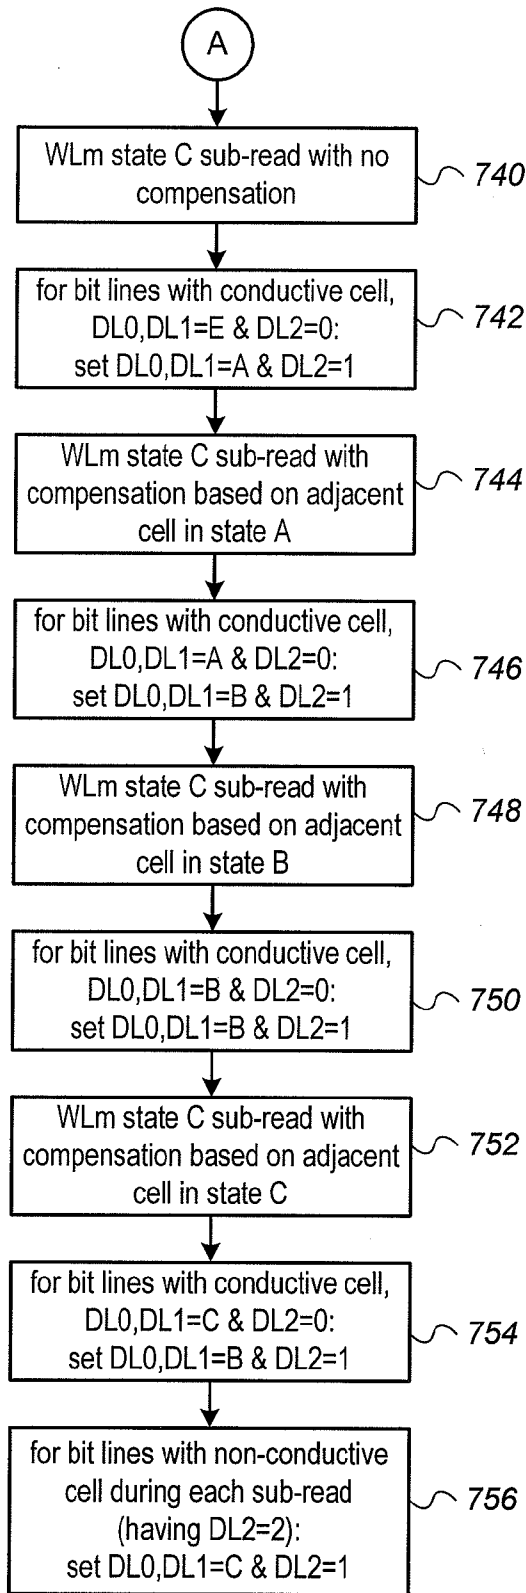 A
WLm state C sub-read with no
compensation
740
for bit lines with conductive cell,
DL0,DL1=E & DL2=0:
set DL0,DL1=A & DL2=1
742
WLm state C sub-read with
compensation based on adjacent
cell in state A
744
for bit lines with conductive cell,
DL0,DL1=A & DL2=0:
set DL0,DL1=B & DL2=1
746
WLm state C sub-read with
compensation based on adjacent
cell in state B
748
for bit lines with conductive cell,
DL0,DL1=B & DL2=0:
set DL0,DL1=B & DL2=1
750
WLm state C sub-read with
compensation based on adjacent
cell in state C
752
for bit lines with conductive cell,
DL0,DL1=C & DL2=0:
set DL0,DL1=B & DL2=1
754
for bit lines with non-conductive
cell during each sub-read
(having DL2=2):
set DL0,DL1=C & DL2=1
756